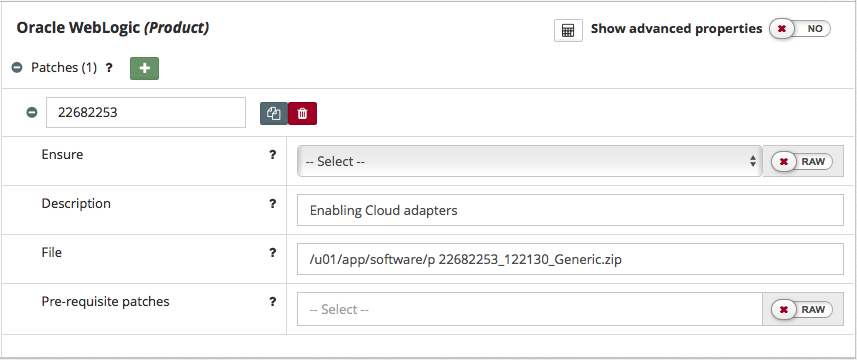 Oracle WebLogic (Product)
Show advanced properties NO
Patches (1) ?
22682253
Ensure ? -- Select -- RAW
Description ? Enabling Cloud adapters
File ? /u01/app/software/p 22682253_122130_Generic.zip
Pre-requisite patches ? -- Select -- RAW